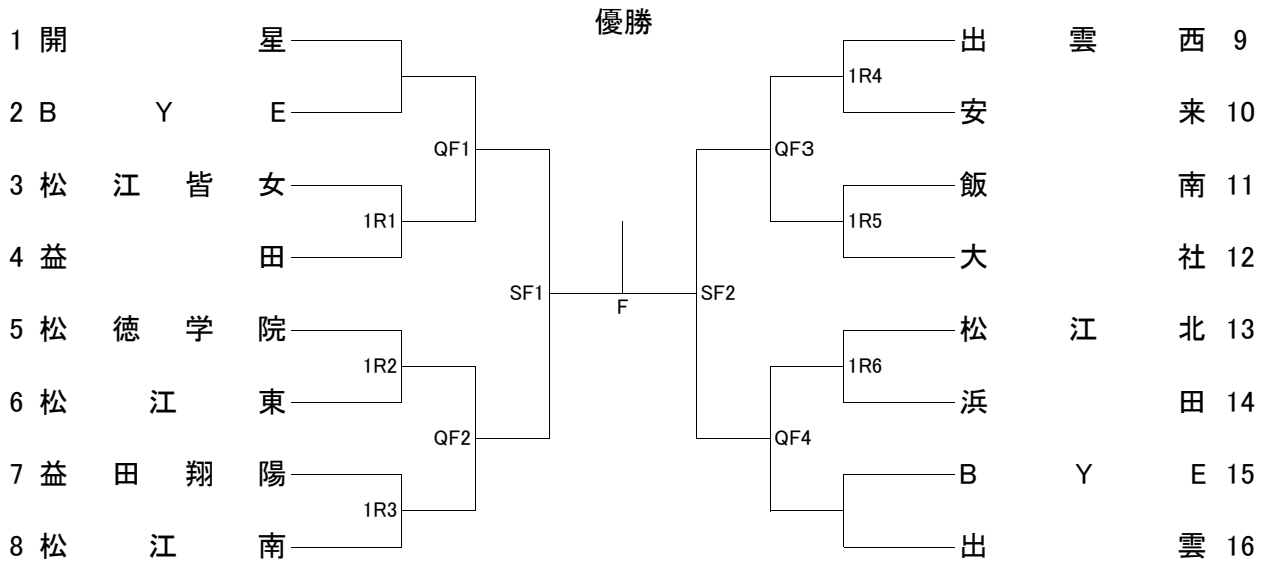 優勝
1 開星
2 BYE
3 松江皆女
4 益田
5 松徳学院
6 松江東
7 益田翔陽
8 松江南
1R1
1R2
1R3
QF1
QF2
SF1
F
SF2
QF3
QF4
1R4
1R5
1R6
出雲西 9
安来 10
飯南 11
大社 12
松江北 13
浜田 14
BYE 15
出雲 16